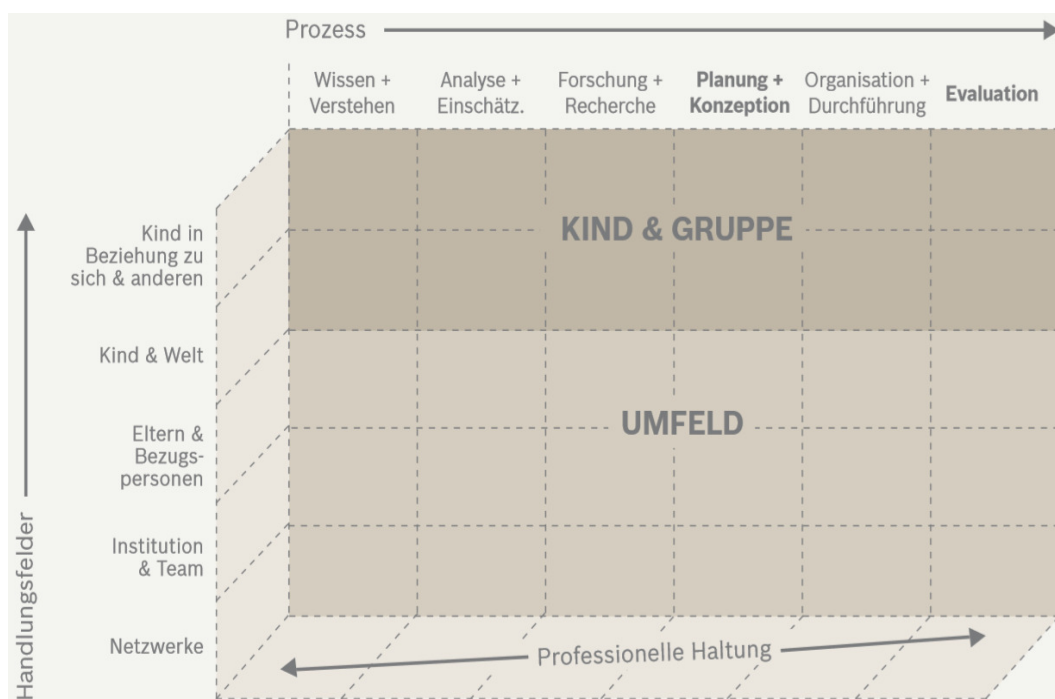 Prozess
Wissen +
Verstehen
Analyse +
Einschätz.
Forschung +
Recherche
Planung +
Konzeption
Organisation +
Durchführung
Evaluation
KIND & GRUPPE
Kind in
Beziehung zu
sich & anderen
Kind & Welt
UMFELD
Eltern &
Bezugs-
personen
Institution
& Team
Netzwerke
Professionelle Haltung
Handlungsfelder